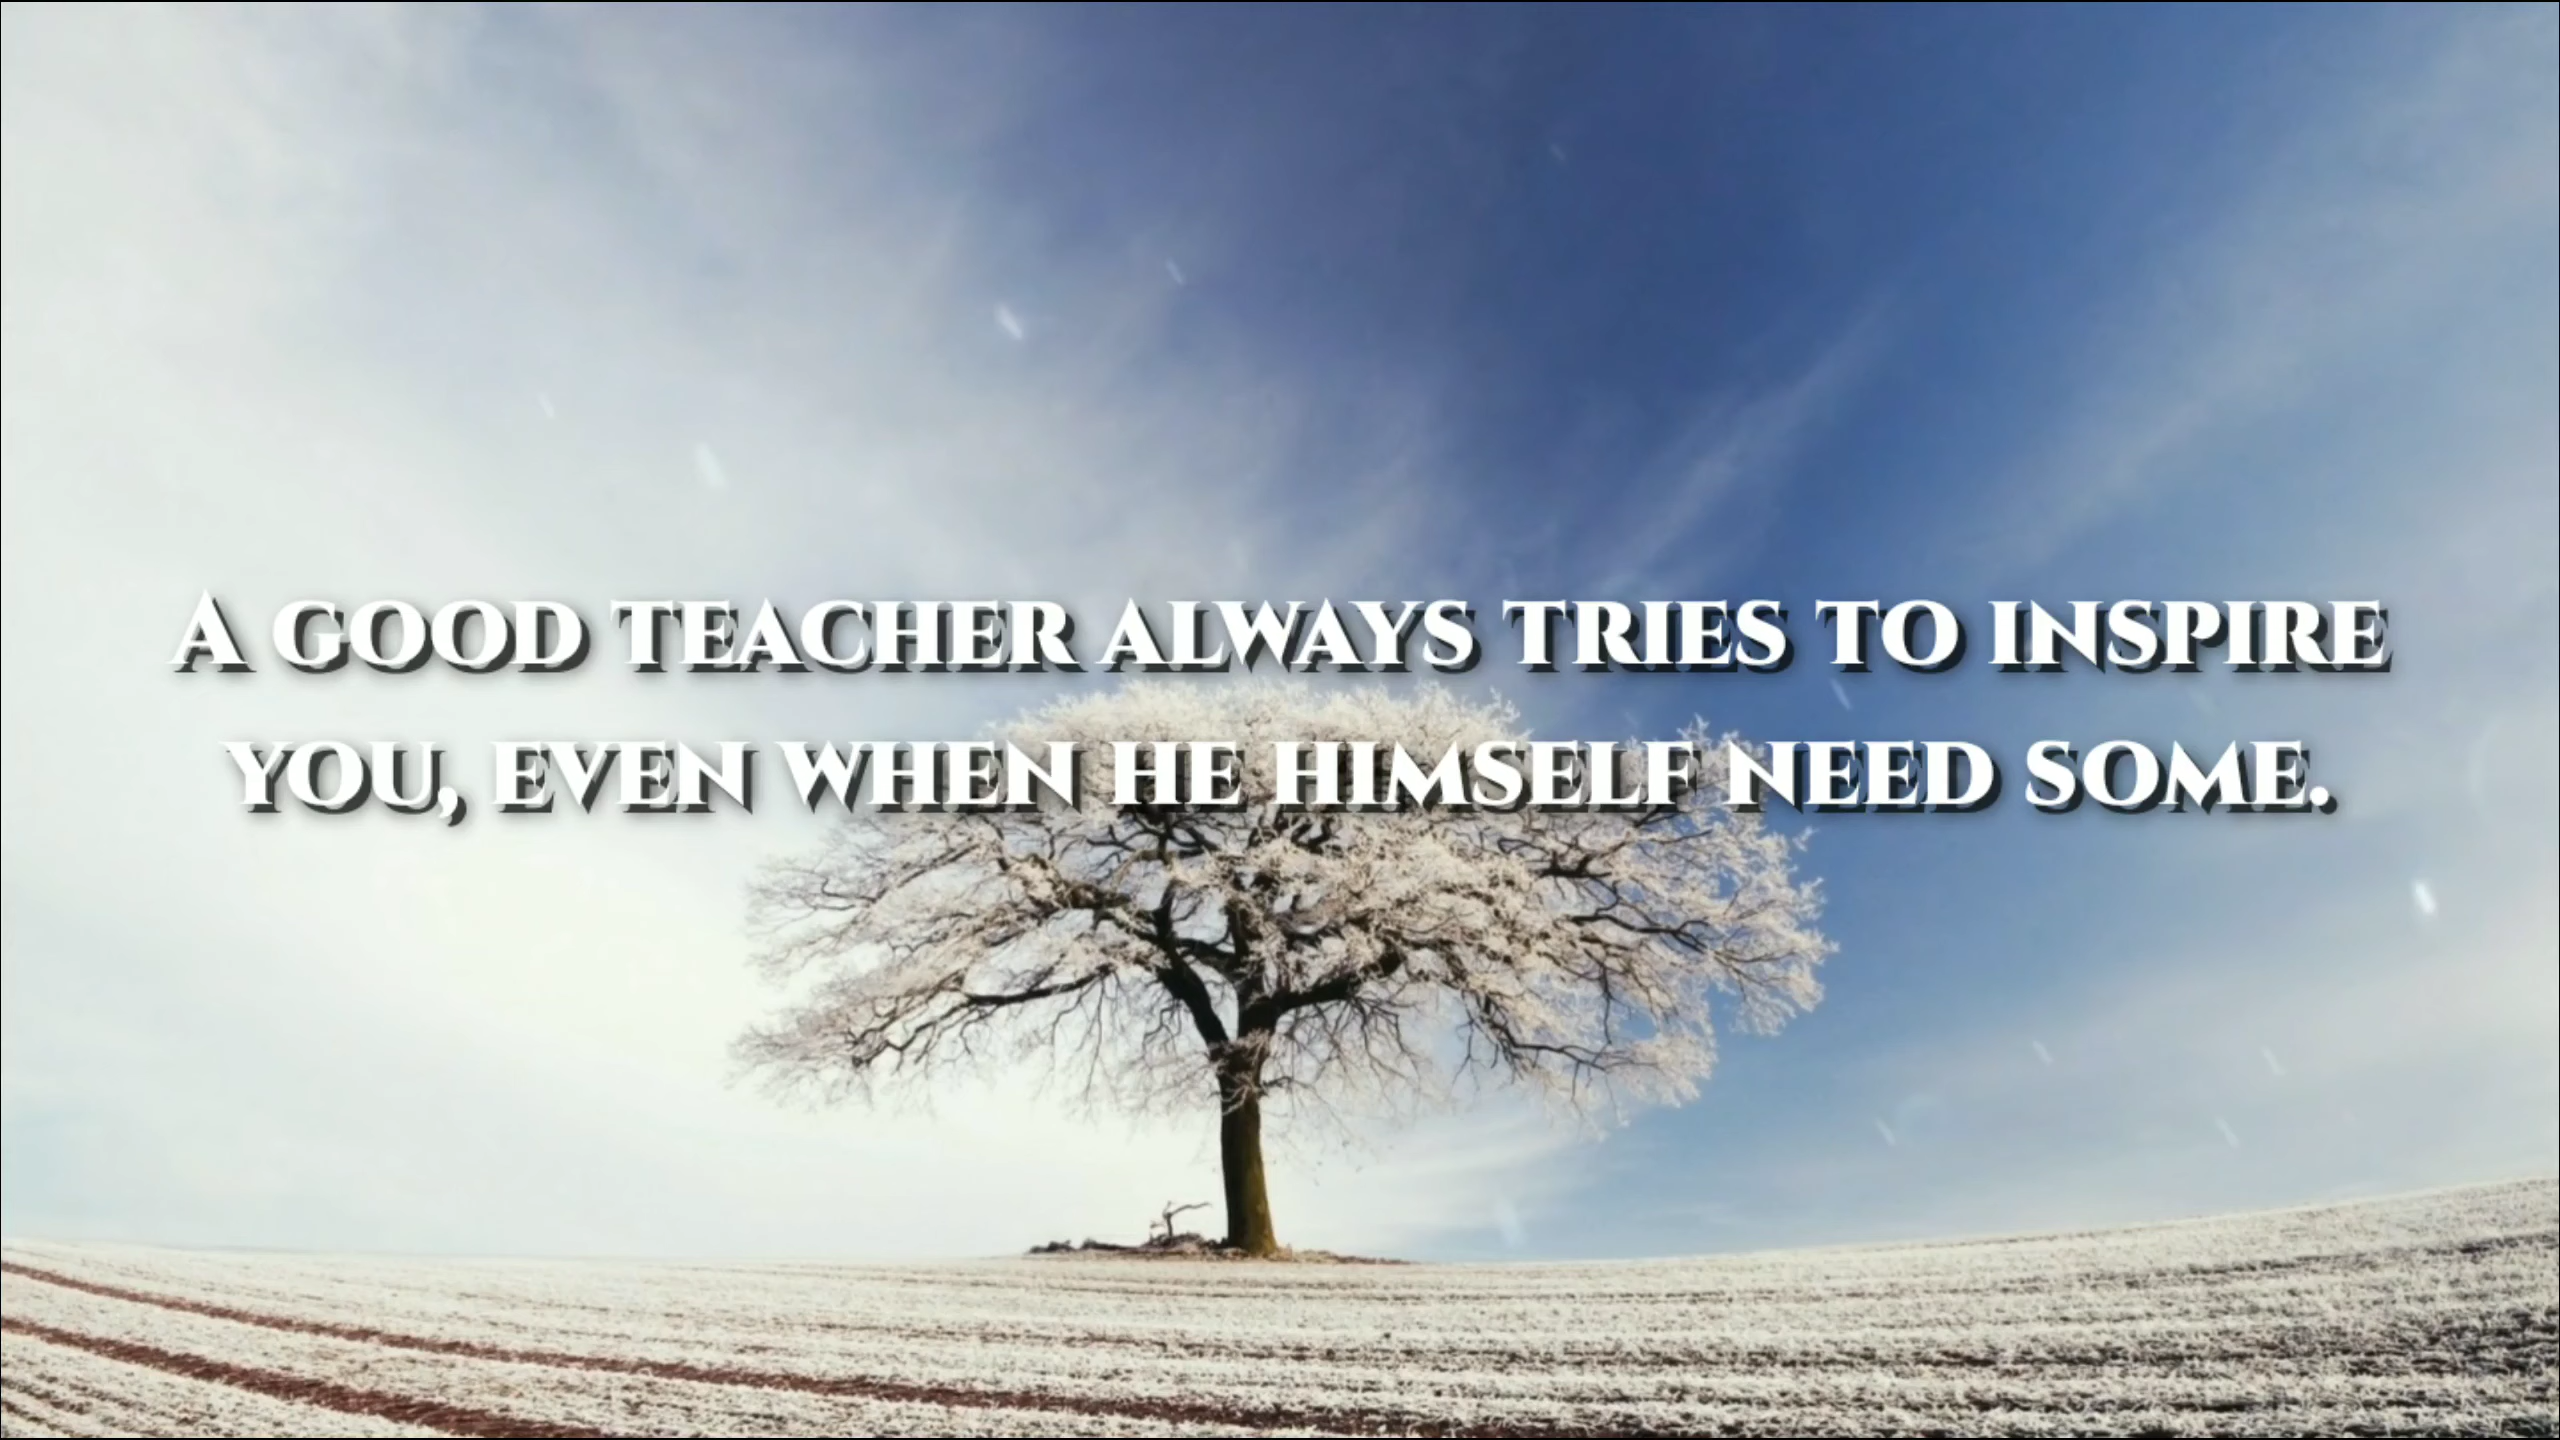 A GOOD TEACHER ALWAYS TRIES TO INSPIRE
YOU, EVEN WHEN HE HIMSELF NEED SOME.